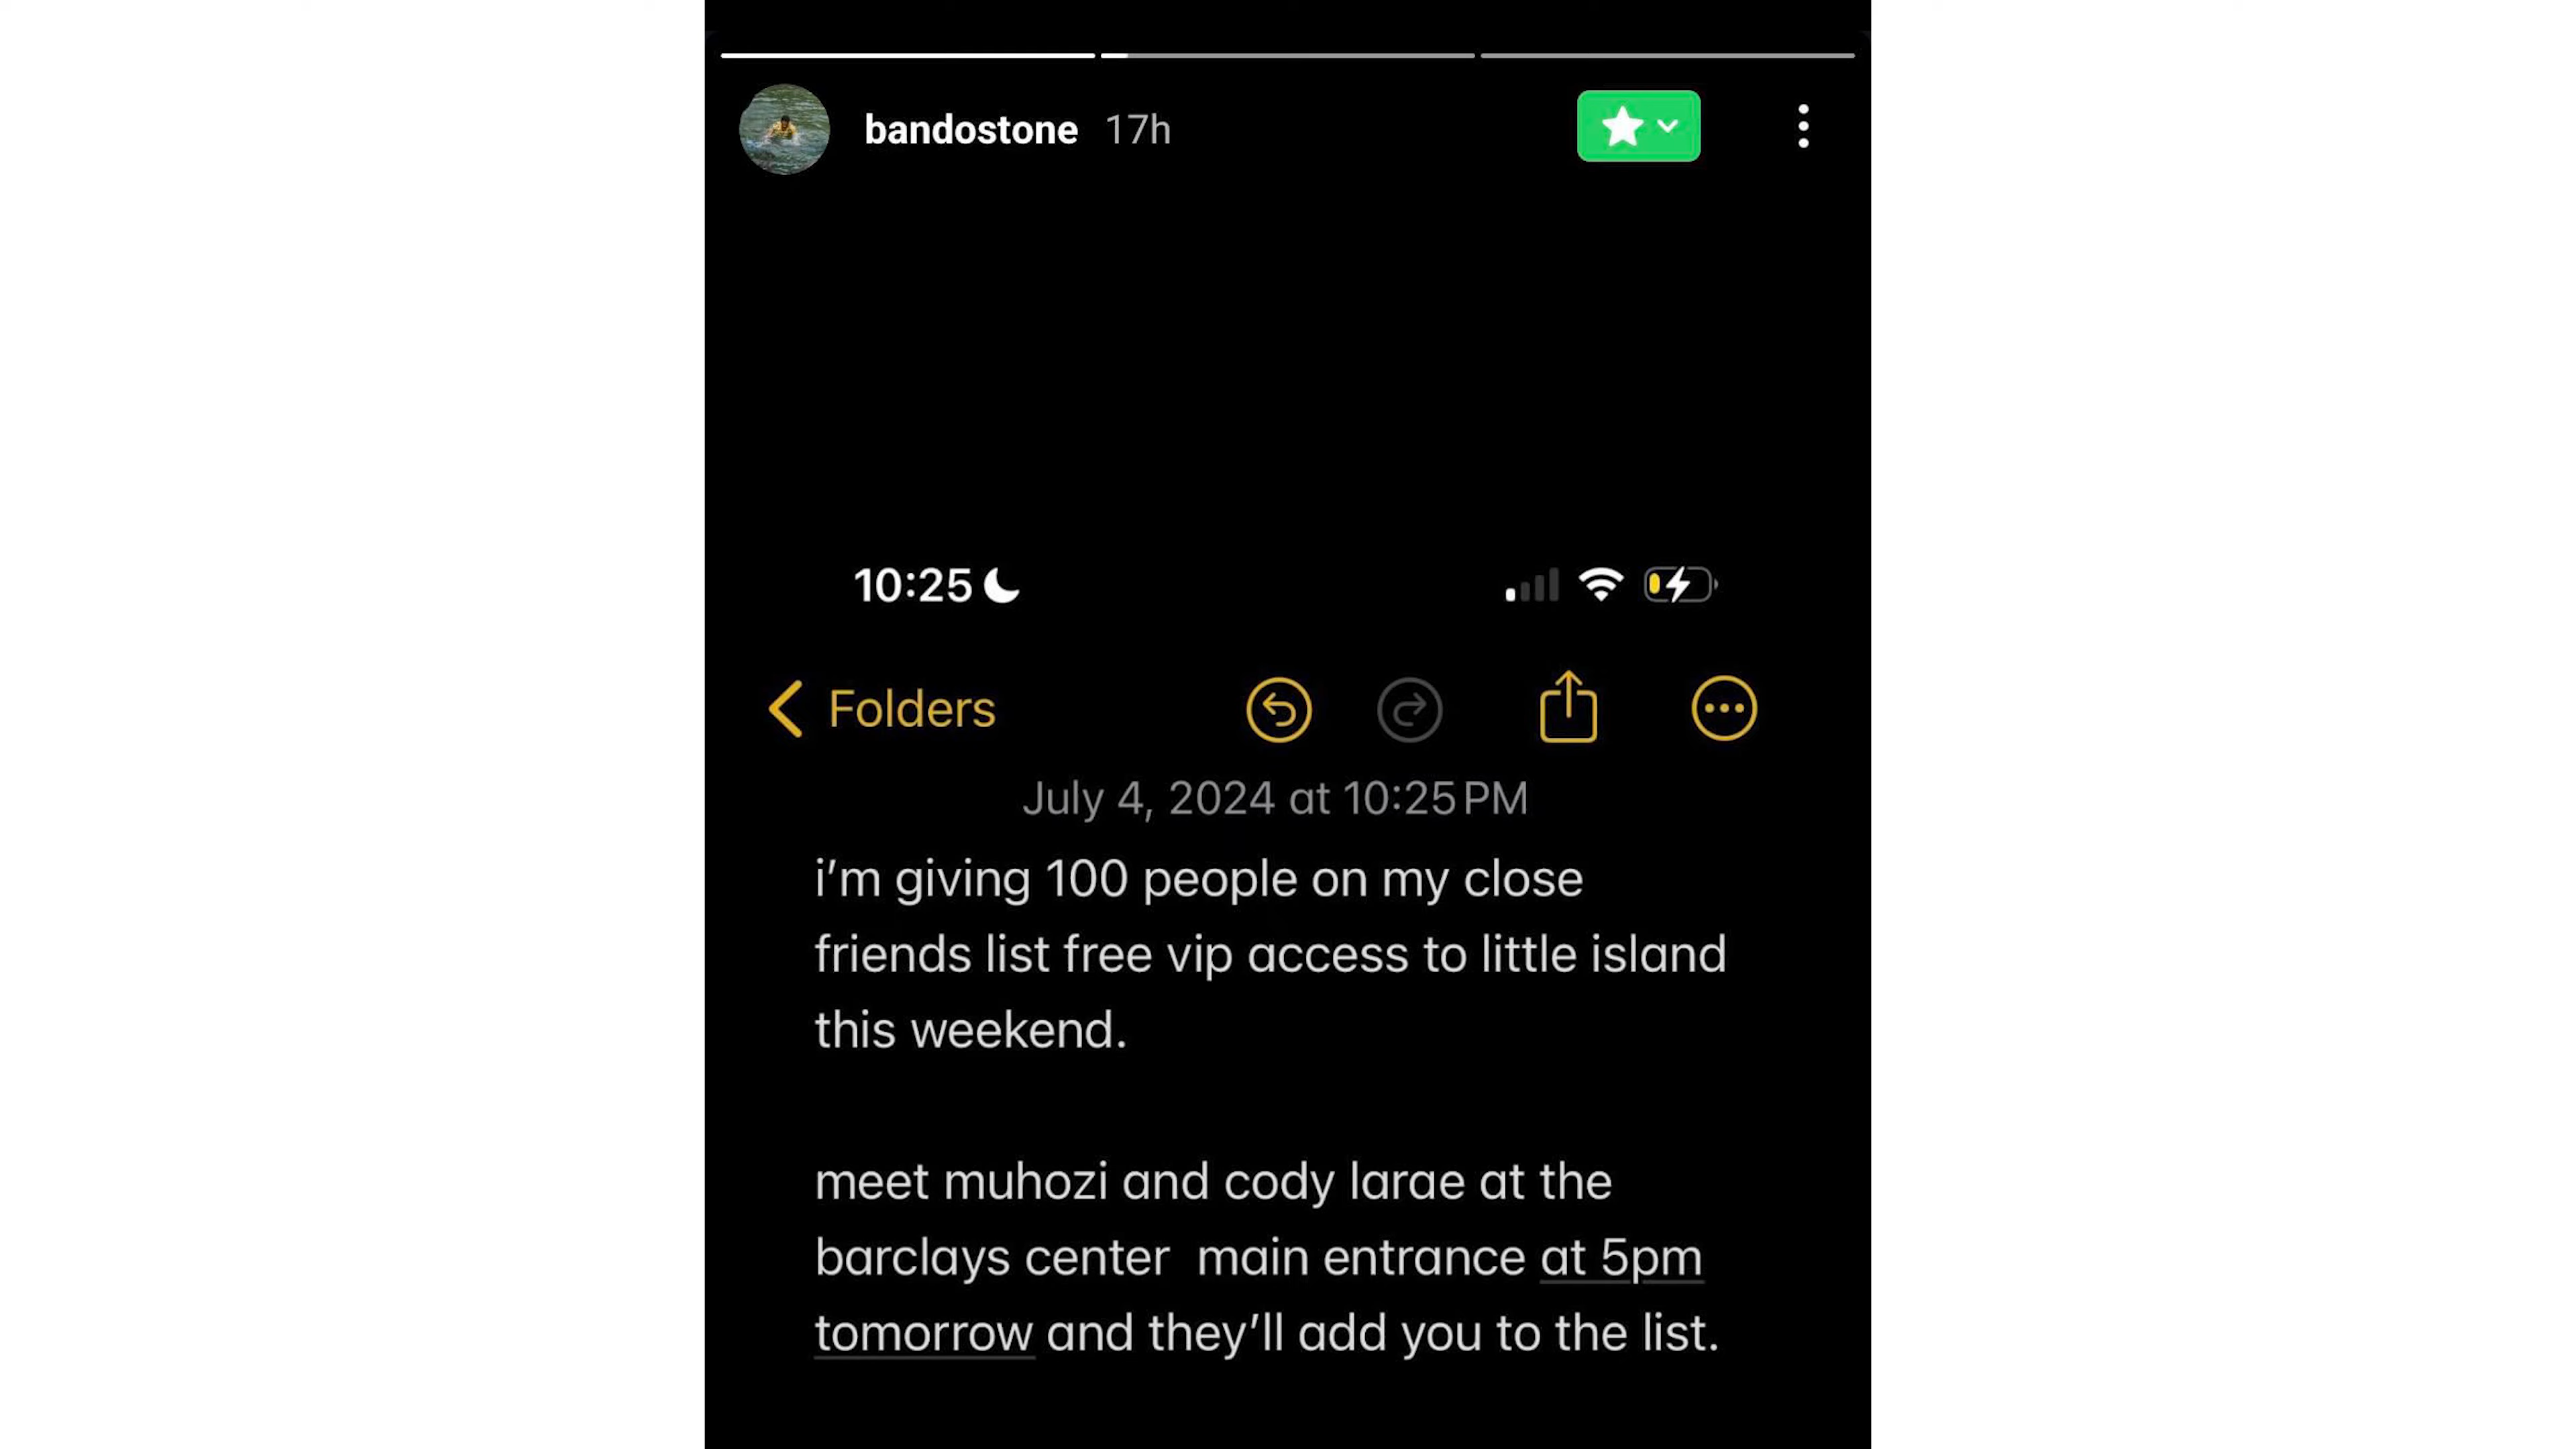 bandostone 17h
10:25
Folders
July 4, 2024 at 10:25 PM
i’m giving 100 people on my close
friends list free vip access to little island
this weekend.
meet muhozi and cody larae at the
barclays center  main entrance at 5pm
tomorrow and they’ll add you to the list.